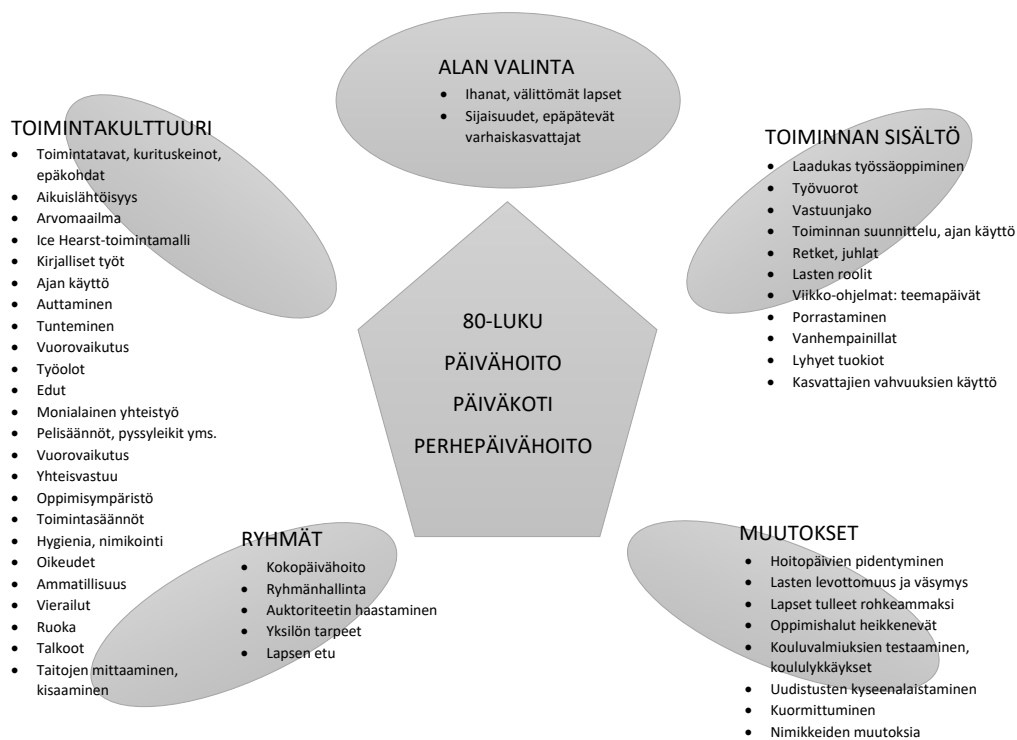 ALAN VALINTA
• Ihanat, välittömät lapset
• Sijaisuudet, epäpätevät
varhaiskasvattajat
TOIMINTAKULTTUURI
• Toimintatavat, kurituskeinot,
epäkohdat
• Aikuislähtöisyys
• Arvomaailma
• Ice Hearst-toimintamalli
• Kirjalliset työt
• Ajan käyttö
• Auttaminen
• Tunteminen
• Vuorovaikutus
• Työolot
• Edut
• Monialainen yhteistyö
• Pelisäännöt, pyssyleikit yms.
• Vuorovaikutus
• Yhteisvastuu
• Oppimisympäristö
• Toimintasäännöt
• Hygienia, nimikointi
• Oikeudet
• Ammatillisuus
• Vierailut
• Ruoka
• Talkoot
• Taitojen mittaaminen,
kisaaminen
TOIMINNAN SISÄLTÖ
• Laadukas työssäoppiminen
• Työvuorot
• Vastuunjako
• Toiminnan suunnittelu, ajan käyttö
• Retket, juhlat
• Lasten roolit
• Viikko-ohjelmat: teemapäivät
• Porrastaminen
• Vanhempainillat
• Lyhyet tuokiot
• Kasvattajien vahvuuksien käyttö
80-LUKU
PÄIVÄHOITO
PÄIVÄKOTI
PERHEPÄIVÄHOITO
RYHMÄT
• Kokopäivähoito
• Ryhmänhallinta
• Auktoriteetin haastaminen
• Yksilön tarpeet
• Lapsen etu
MUUTOKSET
• Hoitopäivien pidentyminen
• Lasten levottomuus ja väsymys
• Lapset tulleet rohkeammaksi
• Oppimishalut heikkenevät
• Kouluvalmiuksien testaaminen,
koululykkäykset
• Uudistusten kyseenalaistaminen
• Kuormittuminen
• Nimikkeiden muutoksia